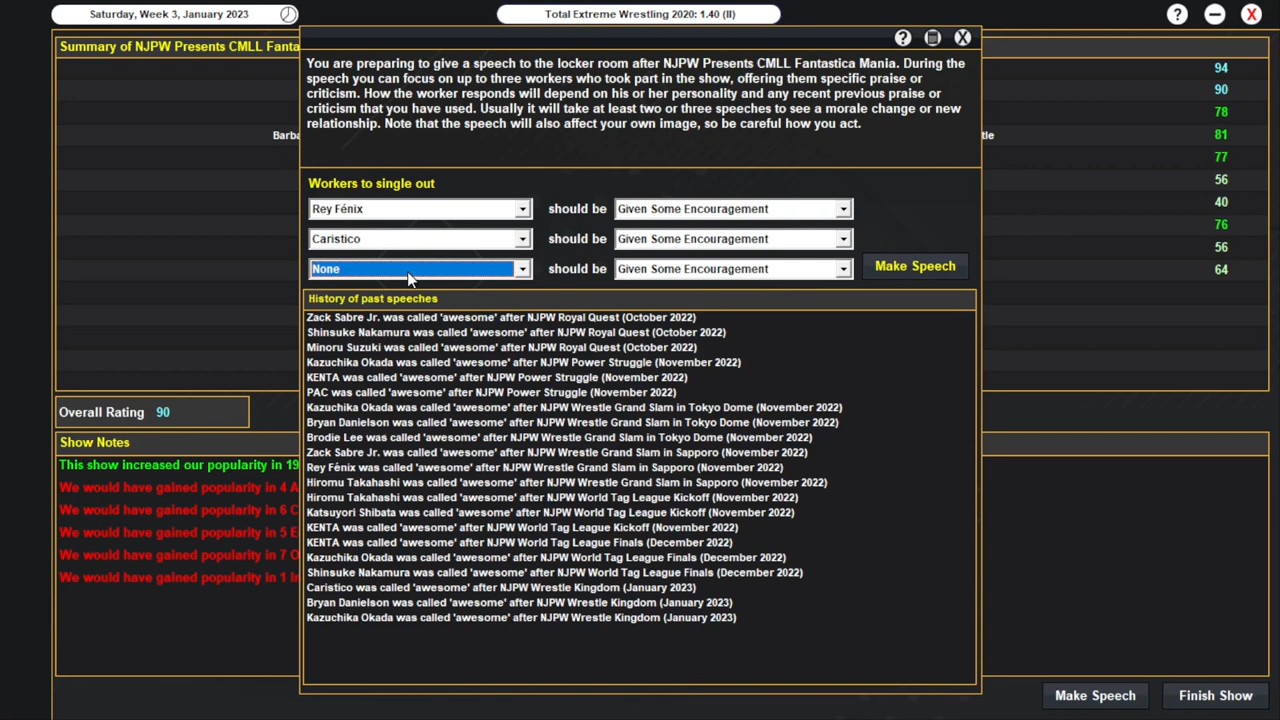 Saturday, Week 3, January 2023
Total Extreme Wrestling 2020: 1.40 (II)
Summary of NJPW Presents CMLL Fanta
94
90
78
Barba
tle
81
77
56
40
76
56
64
Overall Rating 90
Show Notes
This show increased our popularity in 19
We would have gained popularity in 4 A
We would have gained popularity in 6 C
We would have gained popularity in 5 E
We would have gained popularity in 7 O
We would have gained popularity in 1 In
You are preparing to give a speech to the locker room after NJPW Presents CMLL Fantastica Mania. During the
speech you can focus on up to three workers who took part in the show, offering them specific praise or
criticism. How the worker responds will depend on his or her personality and any recent previous praise or
criticism that you have used. Usually it will take at least two or three speeches to see a morale change or new
relationship. Note that the speech will also affect your own image, so be careful how you act.
Workers to single out
Rey Fénix should be Given Some Encouragement
Caristico should be Given Some Encouragement
None should be Given Some Encouragement
Make Speech
History of past speeches
Zack Sabre Jr. was called 'awesome' after NJPW Royal Quest (October 2022)
Shinsuke Nakamura was called 'awesome' after NJPW Royal Quest (October 2022)
Minoru Suzuki was called 'awesome' after NJPW Royal Quest (October 2022)
Kazuchika Okada was called 'awesome' after NJPW Power Struggle (November 2022)
KENTA was called 'awesome' after NJPW Power Struggle (November 2022)
PAC was called 'awesome' after NJPW Power Struggle (November 2022)
Kazuchika Okada was called 'awesome' after NJPW Wrestle Grand Slam in Tokyo Dome (November 2022)
Bryan Danielson was called 'awesome' after NJPW Wrestle Grand Slam in Tokyo Dome (November 2022)
Brodie Lee was called 'awesome' after NJPW Wrestle Grand Slam in Tokyo Dome (November 2022)
Zack Sabre Jr. was called 'awesome' after NJPW Wrestle Grand Slam in Sapporo (November 2022)
Rey Fénix was called 'awesome' after NJPW Wrestle Grand Slam in Sapporo (November 2022)
Hiromu Takahashi was called 'awesome' after NJPW Wrestle Grand Slam in Sapporo (November 2022)
Hiromu Takahashi was called 'awesome' after NJPW World Tag League Kickoff (November 2022)
Katsuyori Shibata was called 'awesome' after NJPW World Tag League Kickoff (November 2022)
KENTA was called 'awesome' after NJPW World Tag League Kickoff (November 2022)
KENTA was called 'awesome' after NJPW World Tag League Finals (December 2022)
Kazuchika Okada was called 'awesome' after NJPW World Tag League Finals (December 2022)
Shinsuke Nakamura was called 'awesome' after NJPW World Tag League Finals (December 2022)
Caristico was called 'awesome' after NJPW Wrestle Kingdom (January 2023)
Bryan Danielson was called 'awesome' after NJPW Wrestle Kingdom (January 2023)
Kazuchika Okada was called 'awesome' after NJPW Wrestle Kingdom (January 2023)
Make Speech
Finish Show